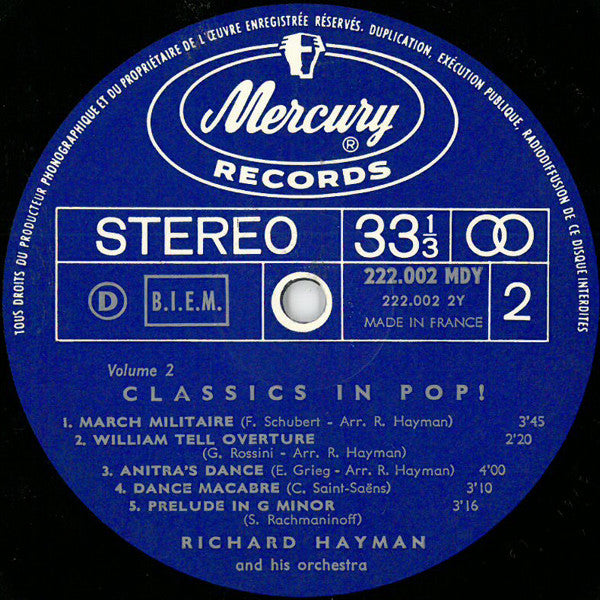 TOUS DROITS DU PRODUCTEUR PHONOGRAPHIQUE ET DU PROPRIÉTAIRE DE L'ŒUVRE ENREGISTRÉE RÉSERVÉS. DUPLICATION, EXÉCUTION PUBLIQUE, RADIODIFFUSION DE CE DISQUE INTERDITES
Mercury
®
RECORDS
STEREO 33 1/3
D B.I.E.M. 222.002 MDY 2
222.002 2Y
MADE IN FRANCE
Volume 2
CLASSICS IN POP!
1. MARCH MILITAIRE (F. Schubert - Arr. R. Hayman) 3'45
2. WILLIAM TELL OVERTURE 2'20
(G. Rossini - Arr. R. Hayman)
3. ANITRA'S DANCE (E. Grieg - Arr. R. Hayman) 4'00
4. DANCE MACABRE (C. Saint-Saëns) 3'10
5. PRELUDE IN G MINOR 3'16
(S. Rachmaninoff)
RICHARD HAYMAN
and his orchestra